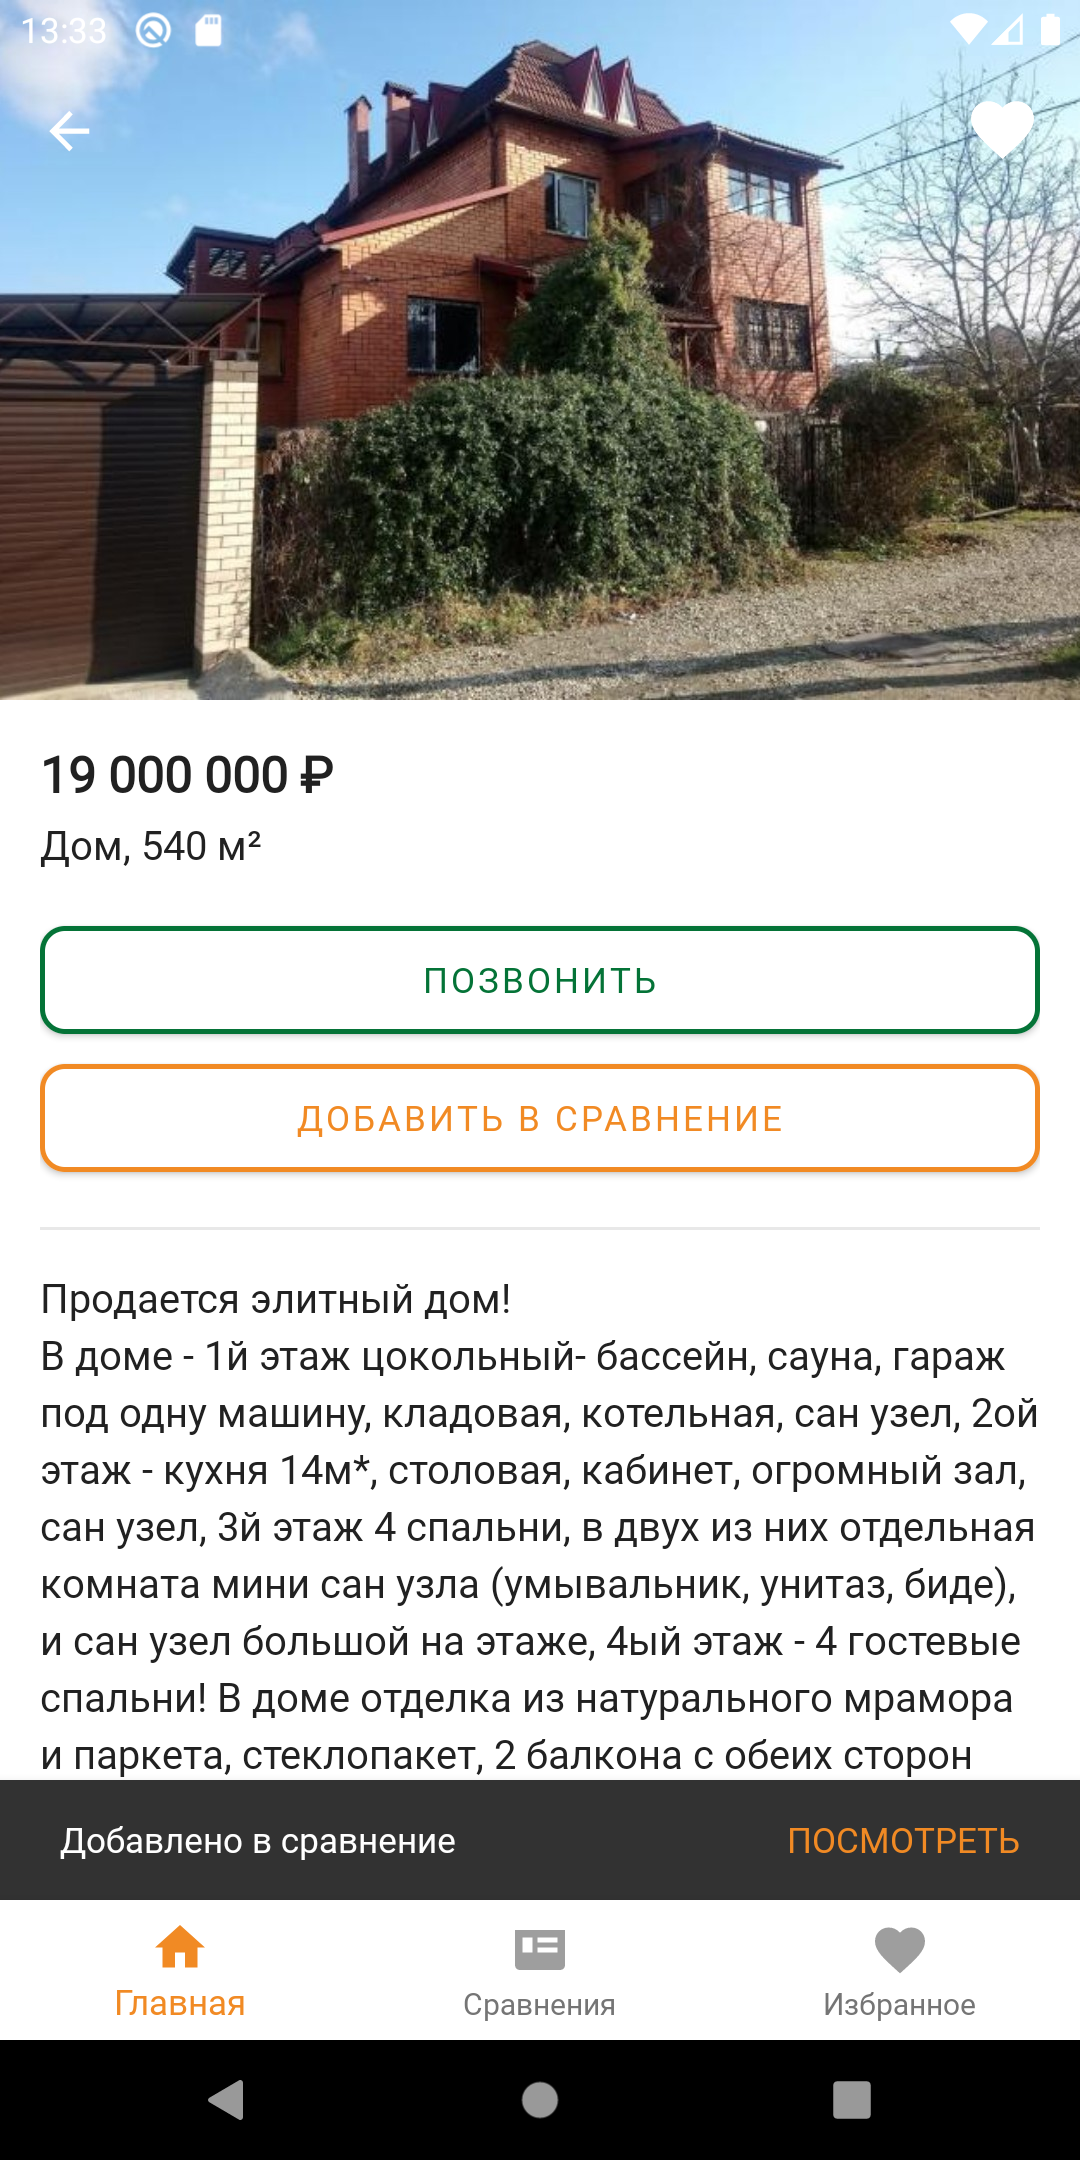 13:33
19 000 000 ₽
Дом, 540 м²
ПОЗВОНИТЬ
ДОБАВИТЬ В СРАВНЕНИЕ
Продается элитный дом!
В доме - 1й этаж цокольный- бассейн, сауна, гараж
под одну машину, кладовая, котельная, сан узел, 2ой
этаж - кухня 14м*, столовая, кабинет, огромный зал,
сан узел, 3й этаж 4 спальни, в двух из них отдельная
комната мини сан узла (умывальник, унитаз, биде),
и сан узел большой на этаже, 4ый этаж - 4 гостевые
спальни! В доме отделка из натурального мрамора
и паркета, стеклопакет, 2 балкона с обеих сторон
Добавлено в сравнение ПОСМОТРЕТЬ
Главная Сравнения Избранное